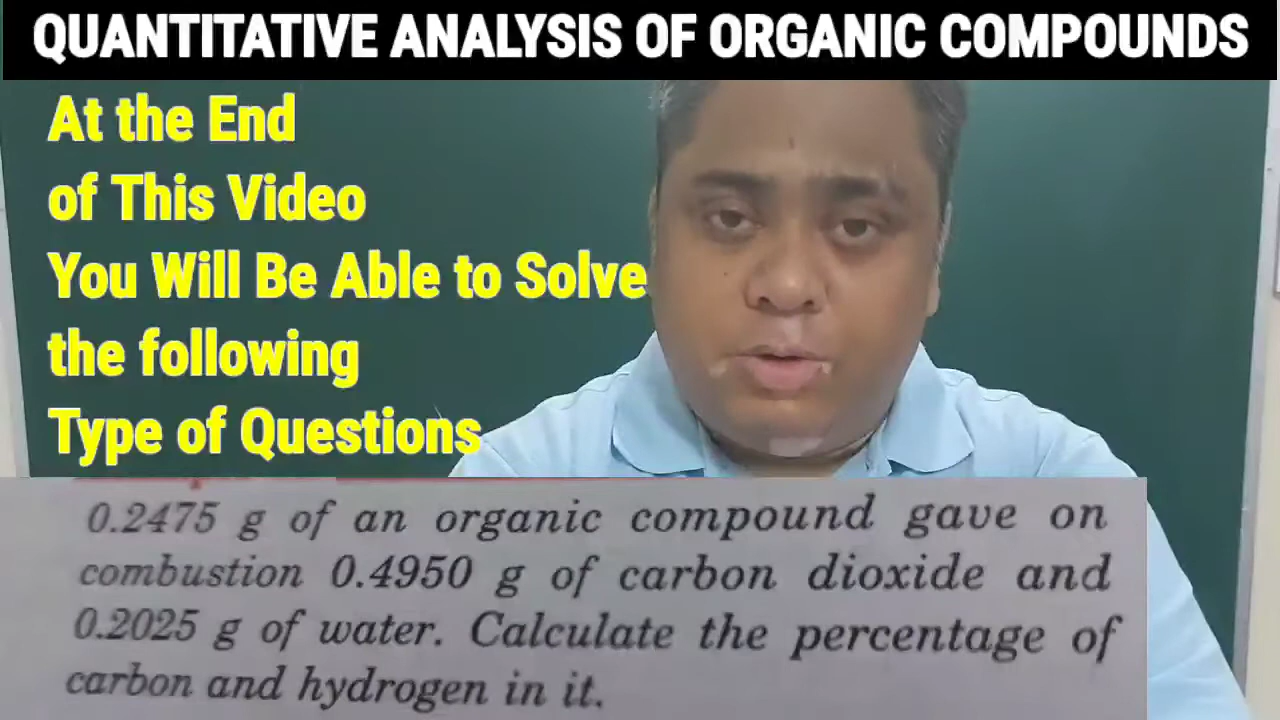 QUANTITATIVE ANALYSIS OF ORGANIC COMPOUNDS
At the End
of This Video
You Will Be Able to Solve
the following
Type of Questions
0.2475 g of an organic compound gave on
combustion 0.4950 g of carbon dioxide and
0.2025 g of water. Calculate the percentage of
carbon and hydrogen in it.